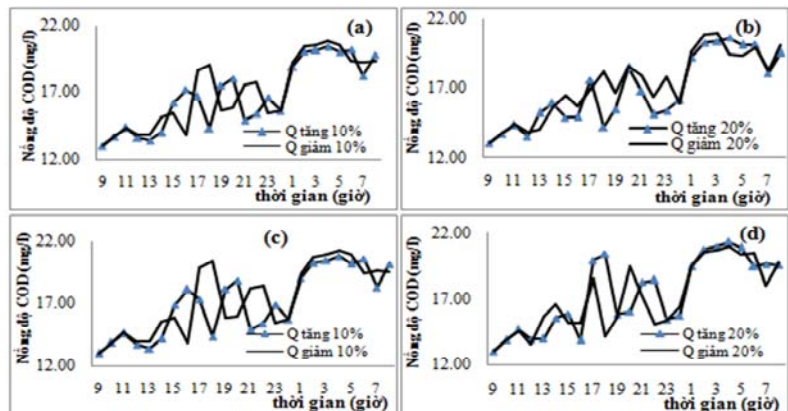 (a)
Nồng độ COD (mg/l)
22.00
17.00
12.00
Q tăng 10%
Q giảm 10%
9 11 13 15 17 19 21 23 1 3 5 7
thời gian (giờ)
(b)
Nồng độ COD (mg/l)
22.00
17.00
12.00
Q tăng 20%
Q giảm 20%
9 11 13 15 17 19 21 23 1 3 5 7
thời gian (giờ)
(c)
Nồng độ COD (mg/l)
22.00
17.00
12.00
Q tăng 10%
Q giảm 10%
9 11 13 15 17 19 21 23 1 3 5 7
thời gian (giờ)
(d)
Nồng độ COD (mg/l)
22.00
17.00
12.00
Q tăng 20%
Q giảm 20%
9 11 13 15 17 19 21 23 1 3 5 7
thời gian (giờ)